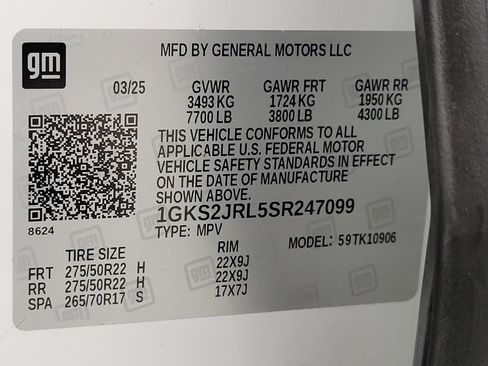 gm
MFD BY GENERAL MOTORS LLC
03/25 GVWR GAWR FRT GAWR RR
3493 KG 1724 KG 1950 KG
7700 LB 3800 LB 4300 LB
THIS VEHICLE CONFORMS TO ALL
APPLICABLE U.S. FEDERAL MOTOR
VEHICLE SAFETY STANDARDS IN EFFECT
ON THE DATE OF MANUFACTURE
SHOWN ABOVE.
8624
1GKS2JRL5SR247099
TYPE: MPV MODEL: 59TK10906
TIRE SIZE RIM
FRT 275/50R22 H 22X9J
RR 275/50R22 H 22X9J
SPA 265/70R17 S 17X7J